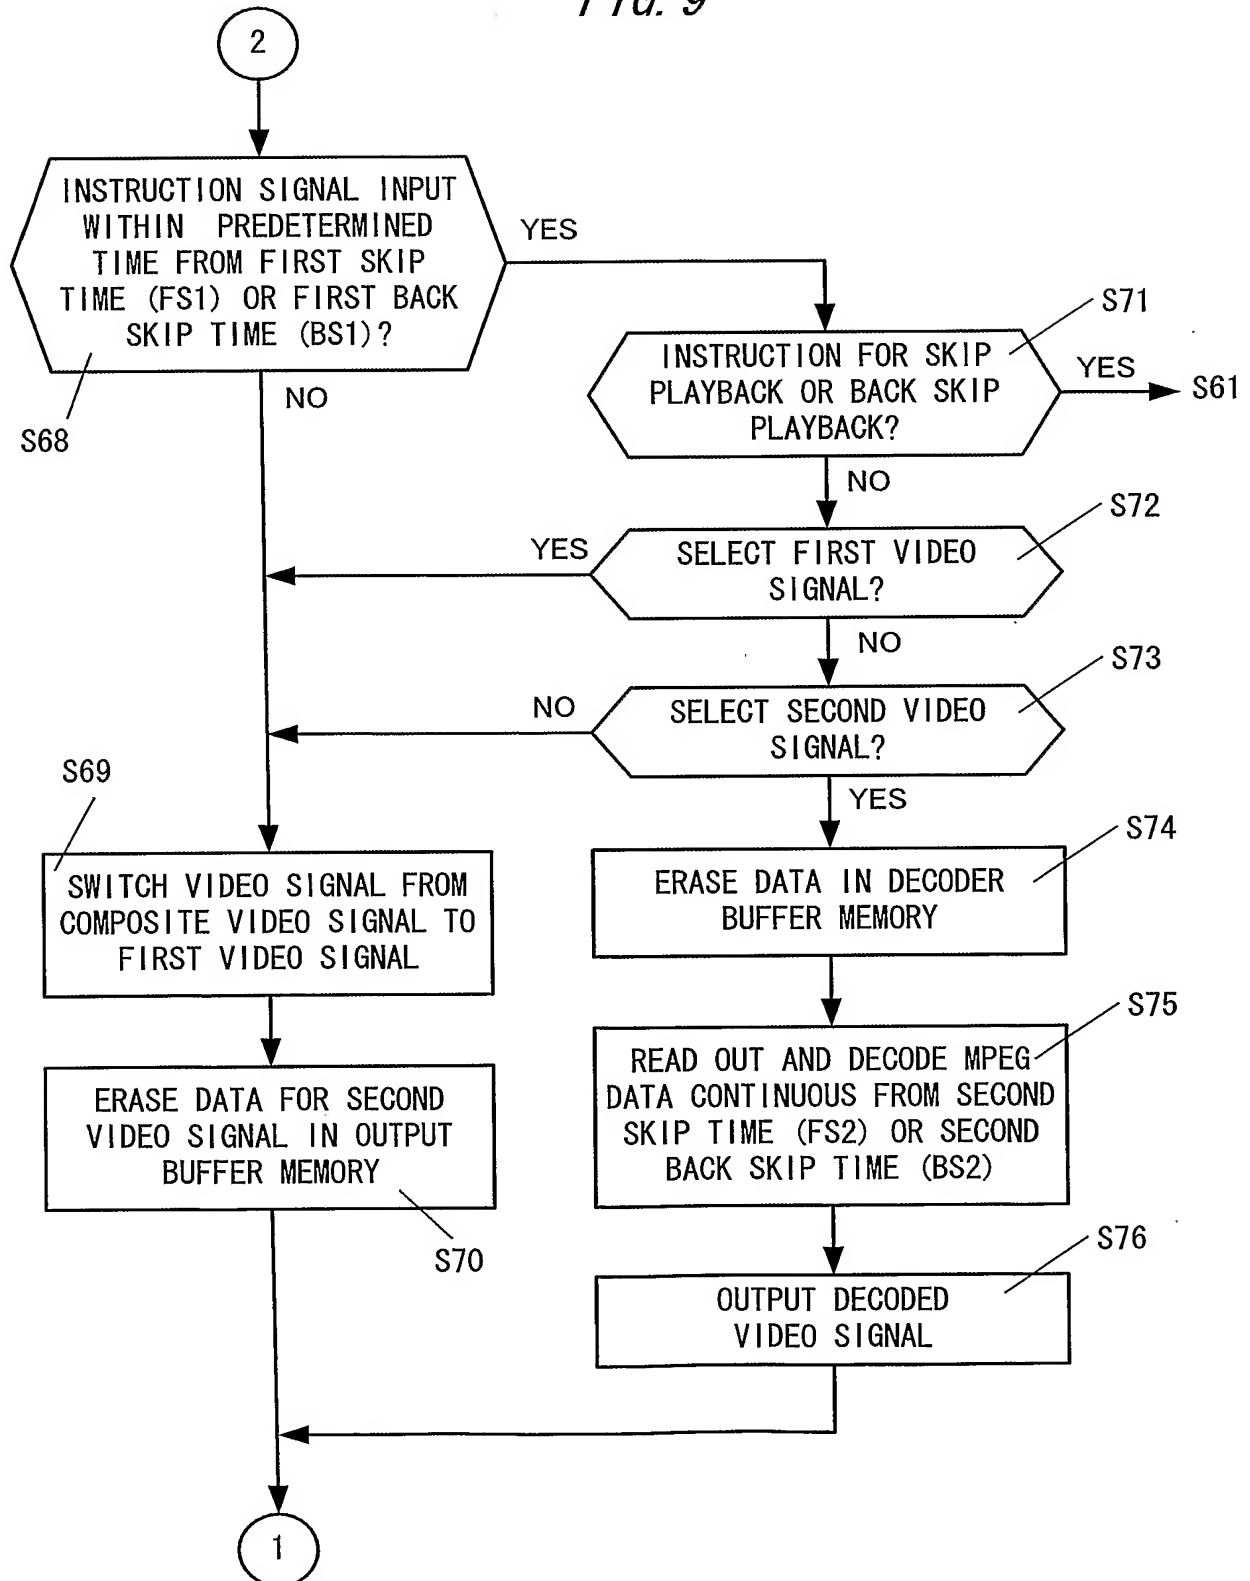 FIG. 9
2
INSTRUCTION SIGNAL INPUT
WITHIN PREDETERMINED
TIME FROM FIRST SKIP
TIME (FS1) OR FIRST BACK
SKIP TIME (BS1)?
YES
S68
NO
S71
INSTRUCTION FOR SKIP
PLAYBACK OR BACK SKIP
PLAYBACK?
YES
S61
NO
S72
SELECT FIRST VIDEO
SIGNAL?
YES
NO
S73
SELECT SECOND VIDEO
SIGNAL?
NO
YES
S69
SWITCH VIDEO SIGNAL FROM
COMPOSITE VIDEO SIGNAL TO
FIRST VIDEO SIGNAL
S74
ERASE DATA IN DECODER
BUFFER MEMORY
ERASE DATA FOR SECOND
VIDEO SIGNAL IN OUTPUT
BUFFER MEMORY
S70
S75
READ OUT AND DECODE MPEG
DATA CONTINUOUS FROM SECOND
SKIP TIME (FS2) OR SECOND
BACK SKIP TIME (BS2)
S76
OUTPUT DECODED
VIDEO SIGNAL
1